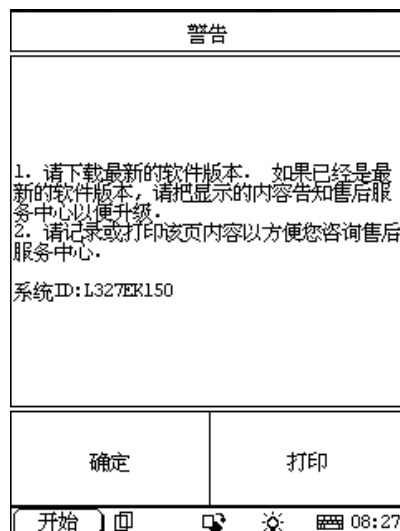 警告
1. 请下载最新的软件版本. 如果已经是最
新的软件版本, 请把显示的内容告知售后服
务中心以便升级.
2. 请记录或打印该页内容以方便您咨询售后
服务中心.
系统ID:L327EK150
确定 打印
开始 08:27